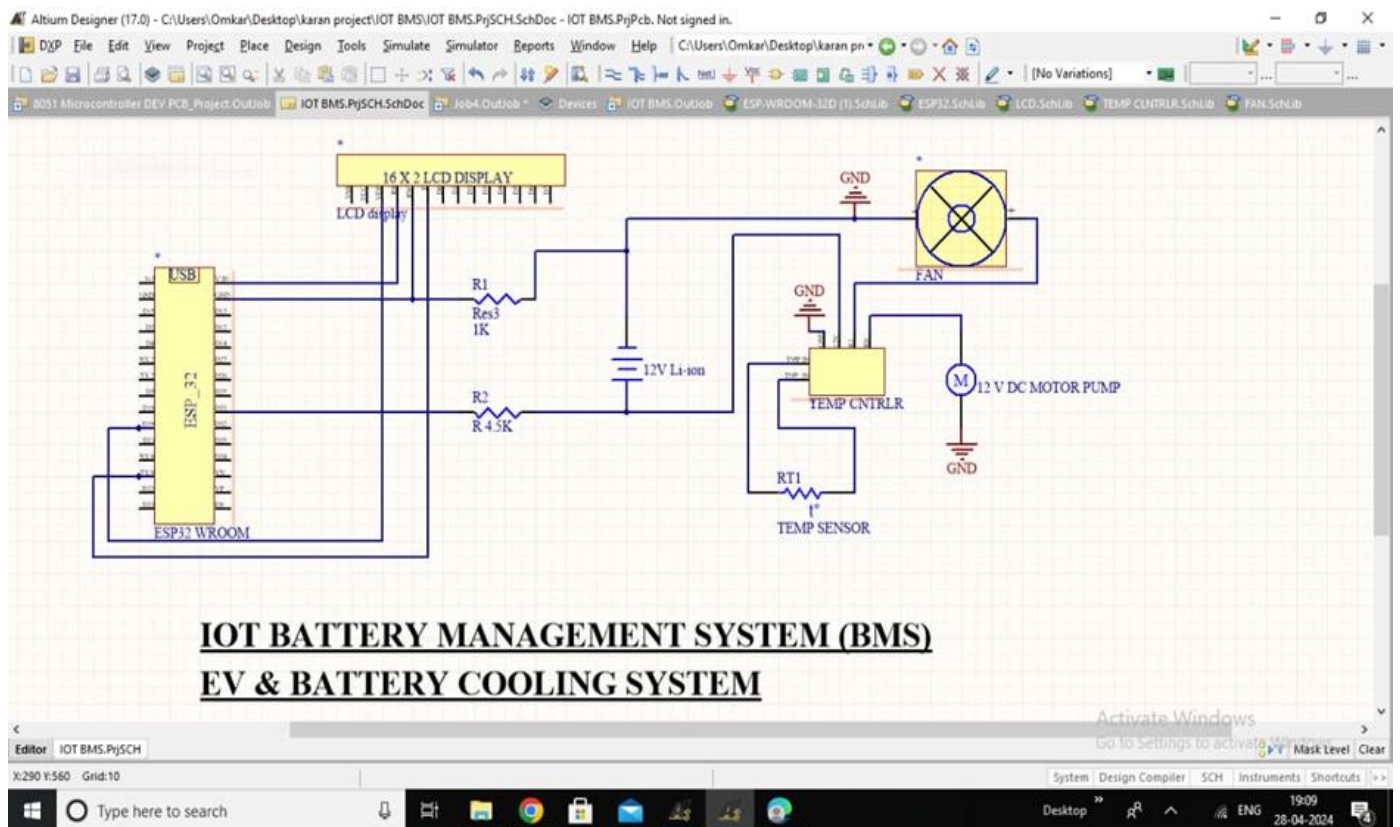 Altium Designer (17.0) - C:\Users\Omkar\Desktop\karan project\IOT BMS\IOT BMS.PrjSCH.SchDoc - IOT BMS.PrjPcb. Not signed in.
DXP File Edit View Project Place Design Tools Simulate Simulator Reports Window Help C:\Users\Omkar\Desktop\karan pr
[No Variations]
8051 Microcontroller DEV PCB_Project.OutJob IOT BMS.PrjSCH.SchDoc Job4.OutJob * Devices IOT BMS.OutJob ESP-WROOM-32D (1).SchLib ESP32.SchLib LCD.SchLib TEMP CLNTRLR.SchLib FAN.SchLib
16 X 2 LCD DISPLAY
LCD display
GND
FAN
USB
ESP_32
ESP32 WROOM
R1
Res3
1K
R2
R 4.5K
12V Li-ion
GND
TEMP CNTRLR
M
12 V DC MOTOR PUMP
GND
RT1
t°
TEMP SENSOR
IOT BATTERY MANAGEMENT SYSTEM (BMS)
EV & BATTERY COOLING SYSTEM
Activate Windows
Go to Settings to activate Windows.
Editor IOT BMS.PrjSCH
Mask Level Clear
X:290 Y:560 Grid:10
System Design Compiler SCH Instruments Shortcuts >>
Type here to search
Desktop
ENG
19:09
28-04-2024
4